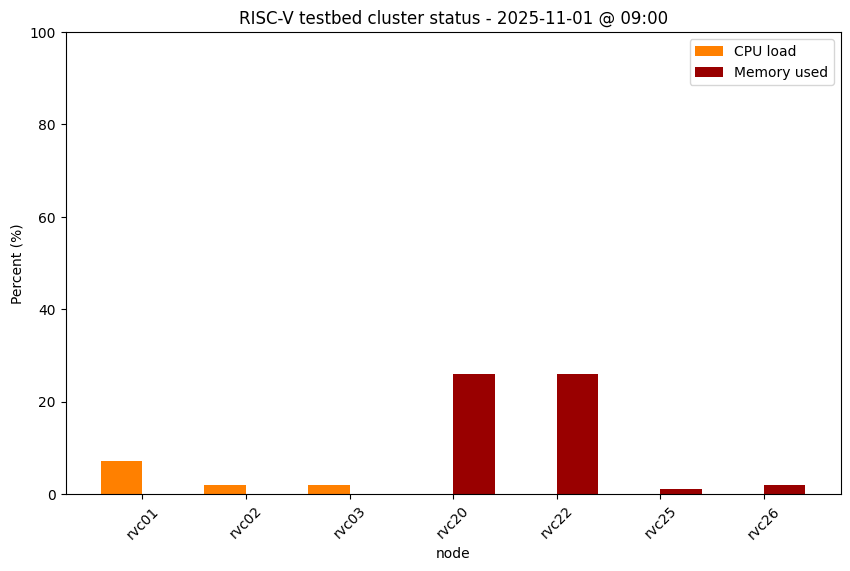 RISC-V testbed cluster status - 2025-11-01 @ 09:00
CPU load
Memory used
Percent (%)
100
80
60
40
20
0
rvc01
rvc02
rvc03
rvc20
rvc22
rvc25
rvc26
node